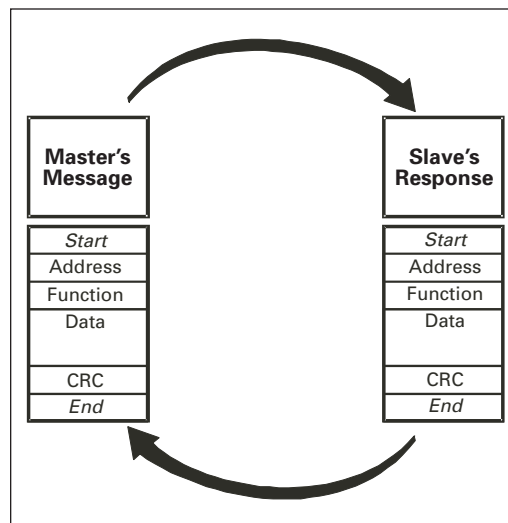 Master's
Message
Start
Address
Function
Data
CRC
End
Slave's
Response
Start
Address
Function
Data
CRC
End